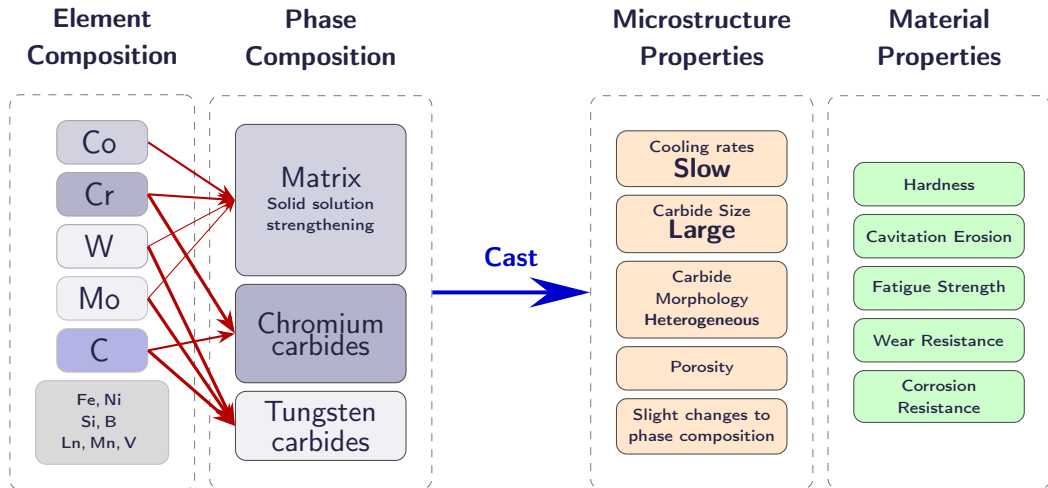 Element
Composition
Phase
Composition
Microstructure
Properties
Material
Properties
Co
Cr
W
Mo
C
Fe, Ni
Si, B
Ln, Mn, V
Matrix
Solid solution
strengthening
Chromium
carbides
Tungsten
carbides
Cast
Cooling rates
Slow
Carbide Size
Large
Carbide
Morphology
Heterogeneous
Porosity
Slight changes to
phase composition
Hardness
Cavitation Erosion
Fatigue Strength
Wear Resistance
Corrosion
Resistance